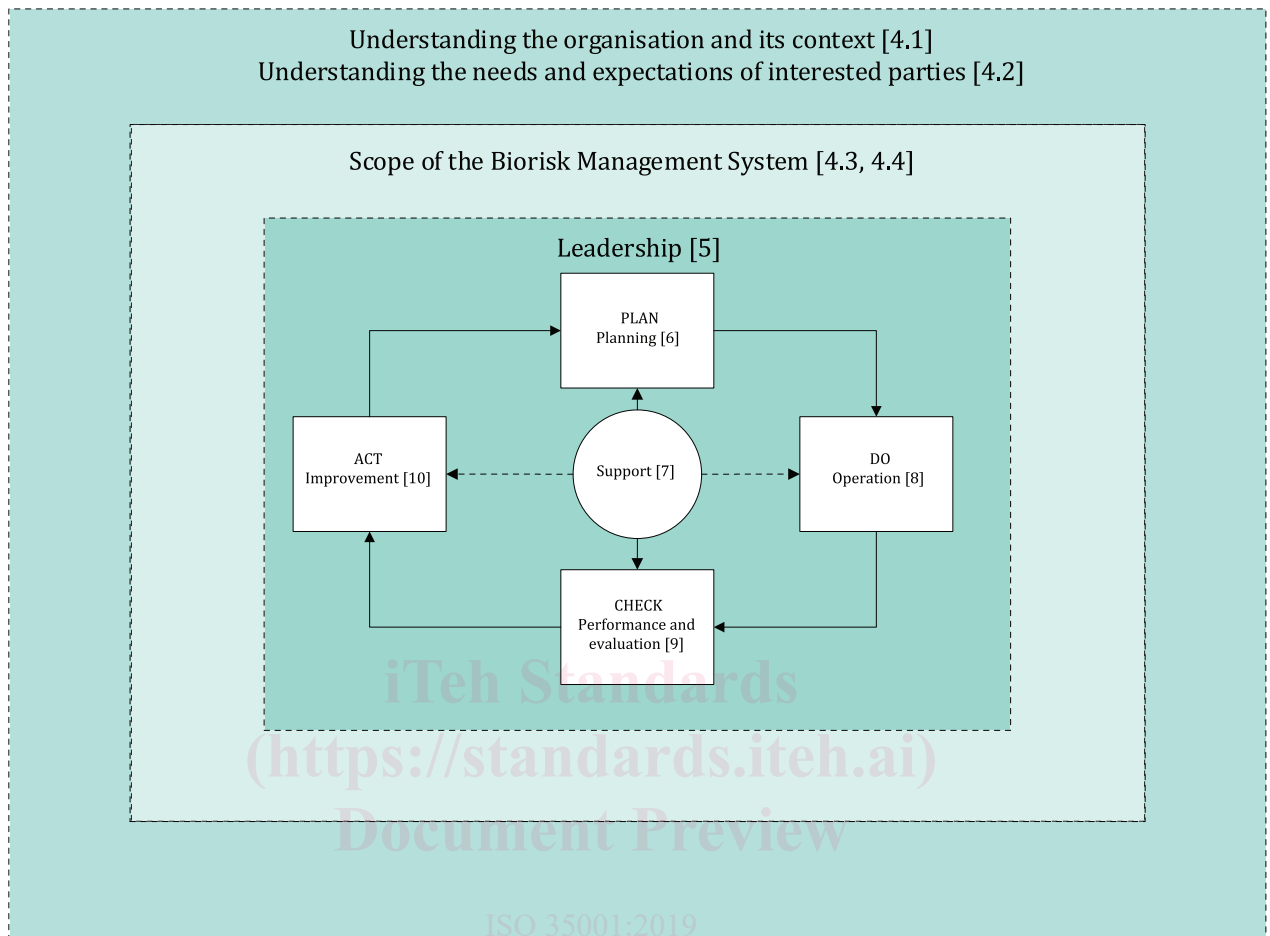 Understanding the organisation and its context [4.1]
Understanding the needs and expectations of interested parties [4.2]
Scope of the Biorisk Management System [4.3, 4.4]
Leadership [5]
PLAN
Planning [6]
ACT
Improvement [10]
Support [7]
DO
Operation [8]
CHECK
Performance and
evaluation [9]
iTeh Standards
(https://standards.iteh.ai)
Document Preview
ISO 35001:2019